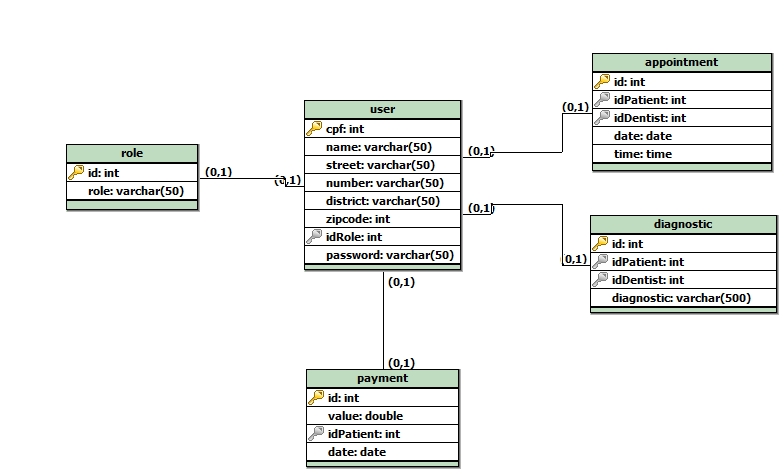 role
id: int
role: varchar(50)
(0,1)
(0,1)
user
cpf: int
name: varchar(50)
street: varchar(50)
number: varchar(50)
district: varchar(50)
zipcode: int
idRole: int
password: varchar(50)
(0,1)
(0,1)
appointment
id: int
idPatient: int
idDentist: int
date: date
time: time
(0,1)
(0,1)
diagnostic
id: int
idPatient: int
idDentist: int
diagnostic: varchar(500)
(0,1)
(0,1)
payment
id: int
value: double
idPatient: int
date: date